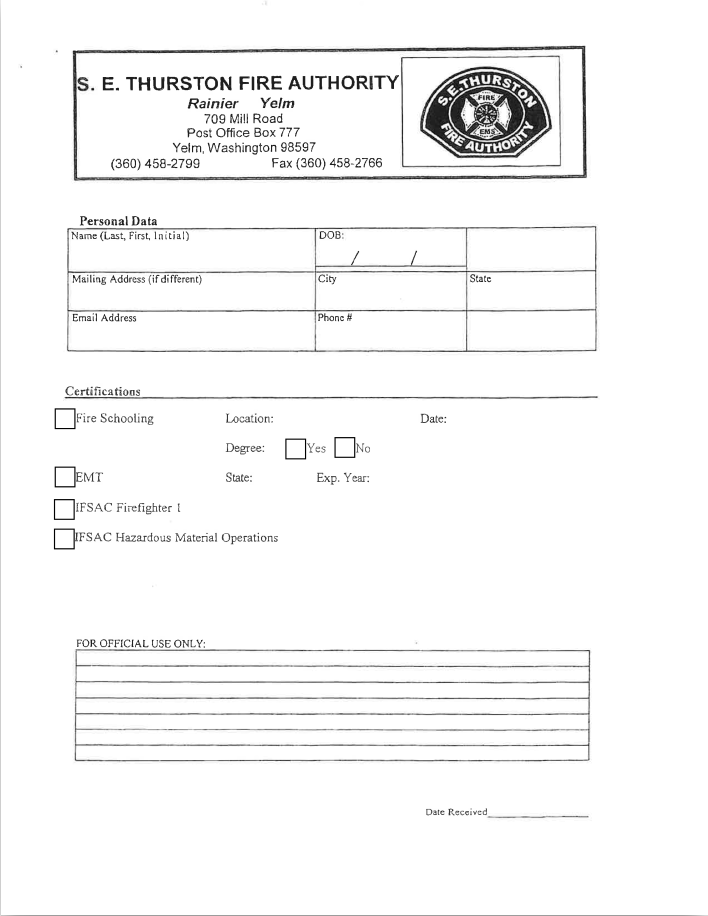 S. E. THURSTON FIRE AUTHORITY
Rainier Yelm
709 Mill Road
Post Office Box 777
Yelm, Washington 98597
(360) 458-2799 Fax (360) 458-2766
S.E. THURSTON
FIRE
EMS
FIRE AUTHORITY
Personal Data
Name (Last, First, Initial) DOB:
/ /
Mailing Address (if different) City State
Email Address Phone #
Certifications
Fire Schooling Location: Date:
Degree: Yes No
EMT State: Exp. Year:
IFSAC Firefighter 1
IFSAC Hazardous Material Operations
FOR OFFICIAL USE ONLY:
Date Received